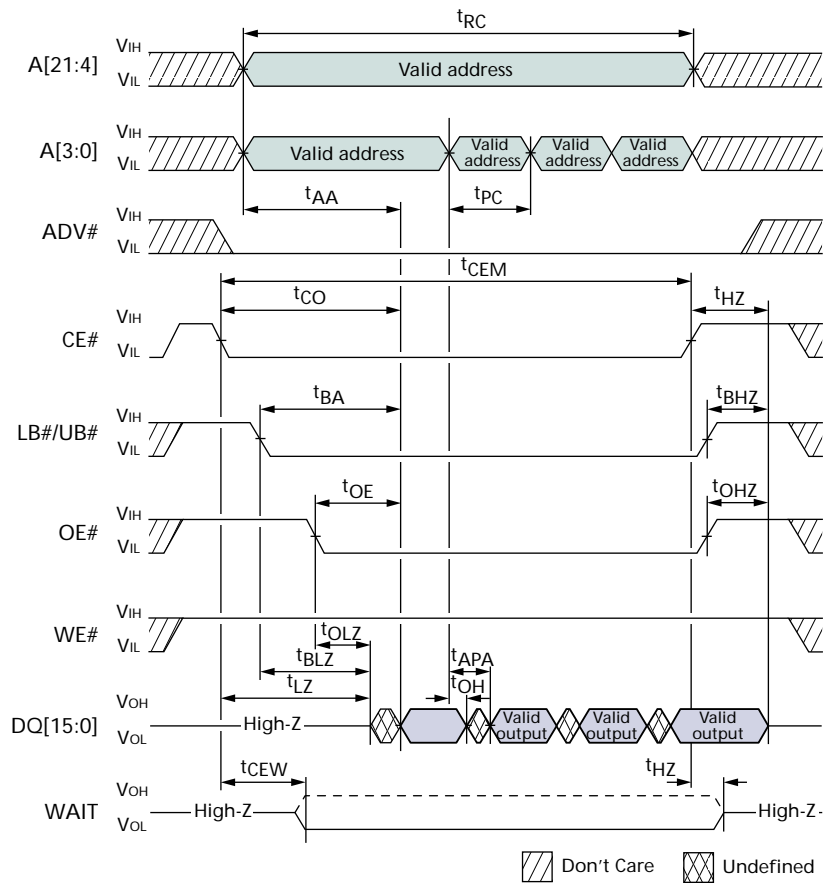 tRC
VIH
A[21:4]
VIL
Valid address
VIH
A[3:0]
VIL
Valid address
Valid
address
Valid
address
Valid
address
tAA
tPC
VIH
ADV#
VIL
tCEM
tCO
tHZ
VIH
CE#
VIL
tBA
tBHZ
VIH
LB#/UB#
VIL
tOE
tOHZ
VIH
OE#
VIL
VIH
WE#
VIL
tOLZ
tBLZ
tAPA
tLZ
tOH
VOH
DQ[15:0]
VOL
High-Z
Valid
output
Valid
output
Valid
output
tCEW
tHZ
VOH
WAIT
VOL
High-Z
High-Z
Don't Care
Undefined